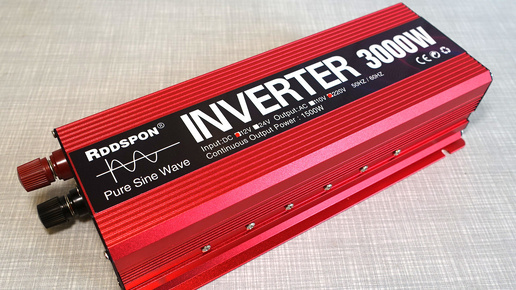 RDDSPON®
Pure Sine Wave
INVERTER 3000W
Input:DC 12V 24V Output:AC 110V 220V 50HZ / 60HZ
Continuous Output Power : 1500W
CE